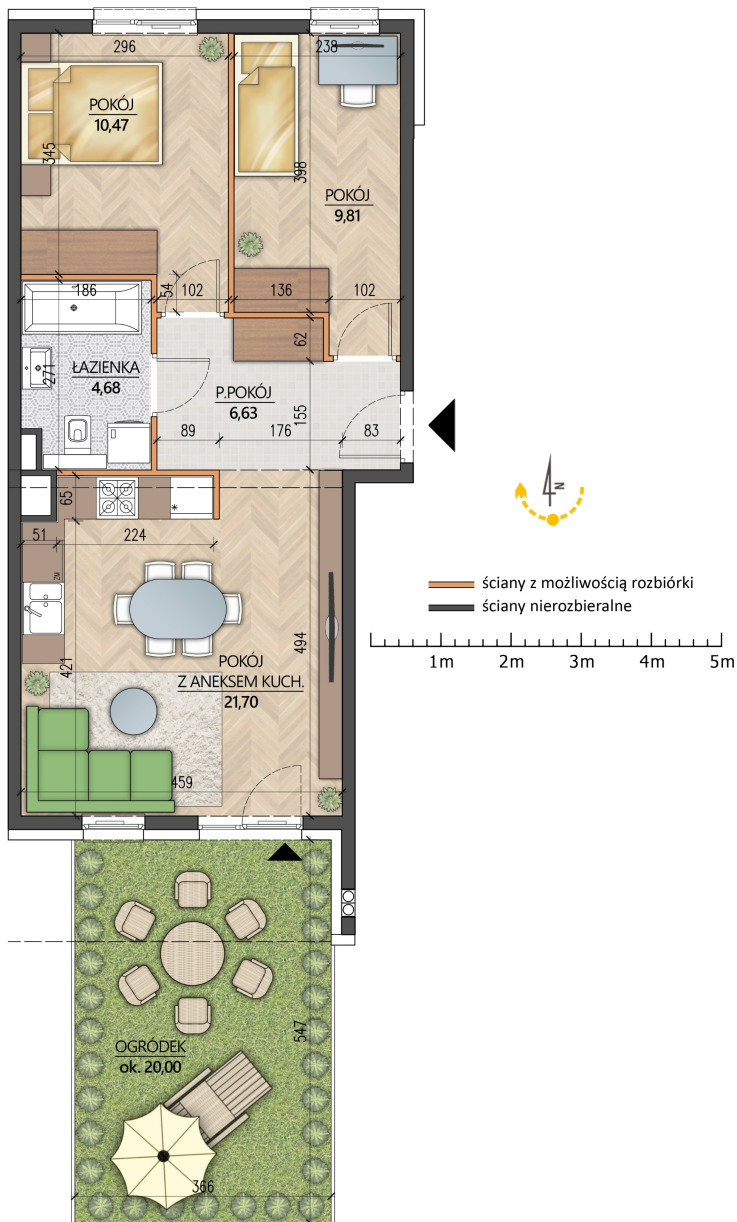 296
238
POKÓJ
10,47
345
398
POKÓJ
9,81
186
54
102
136
102
62
271
ŁAZIENKA
4,68
P.POKÓJ
6,63
155
89
176
83
65
51
224
ZM
N
ściany z możliwością rozbiórki
ściany nierozbieralne
1m 2m 3m 4m 5m
421
494
POKÓJ
Z ANEKSEM KUCH.
21,70
459
547
OGRÓDEK
ok. 20,00
366